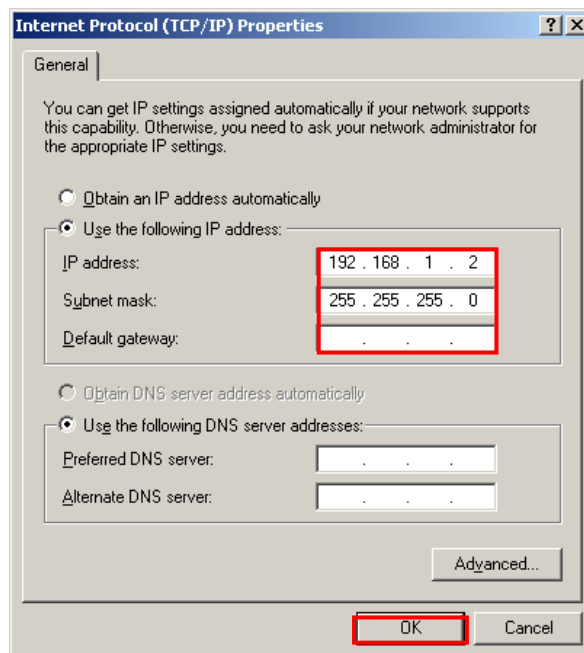 Internet Protocol (TCP/IP) Properties
General
You can get IP settings assigned automatically if your network supports
this capability. Otherwise, you need to ask your network administrator for
the appropriate IP settings.
Obtain an IP address automatically
Use the following IP address:
IP address: 192 . 168 . 1 . 2
Subnet mask: 255 . 255 . 255 . 0
Default gateway: . . .
Obtain DNS server address automatically
Use the following DNS server addresses:
Preferred DNS server: . . .
Alternate DNS server: . . .
Advanced...
OK Cancel